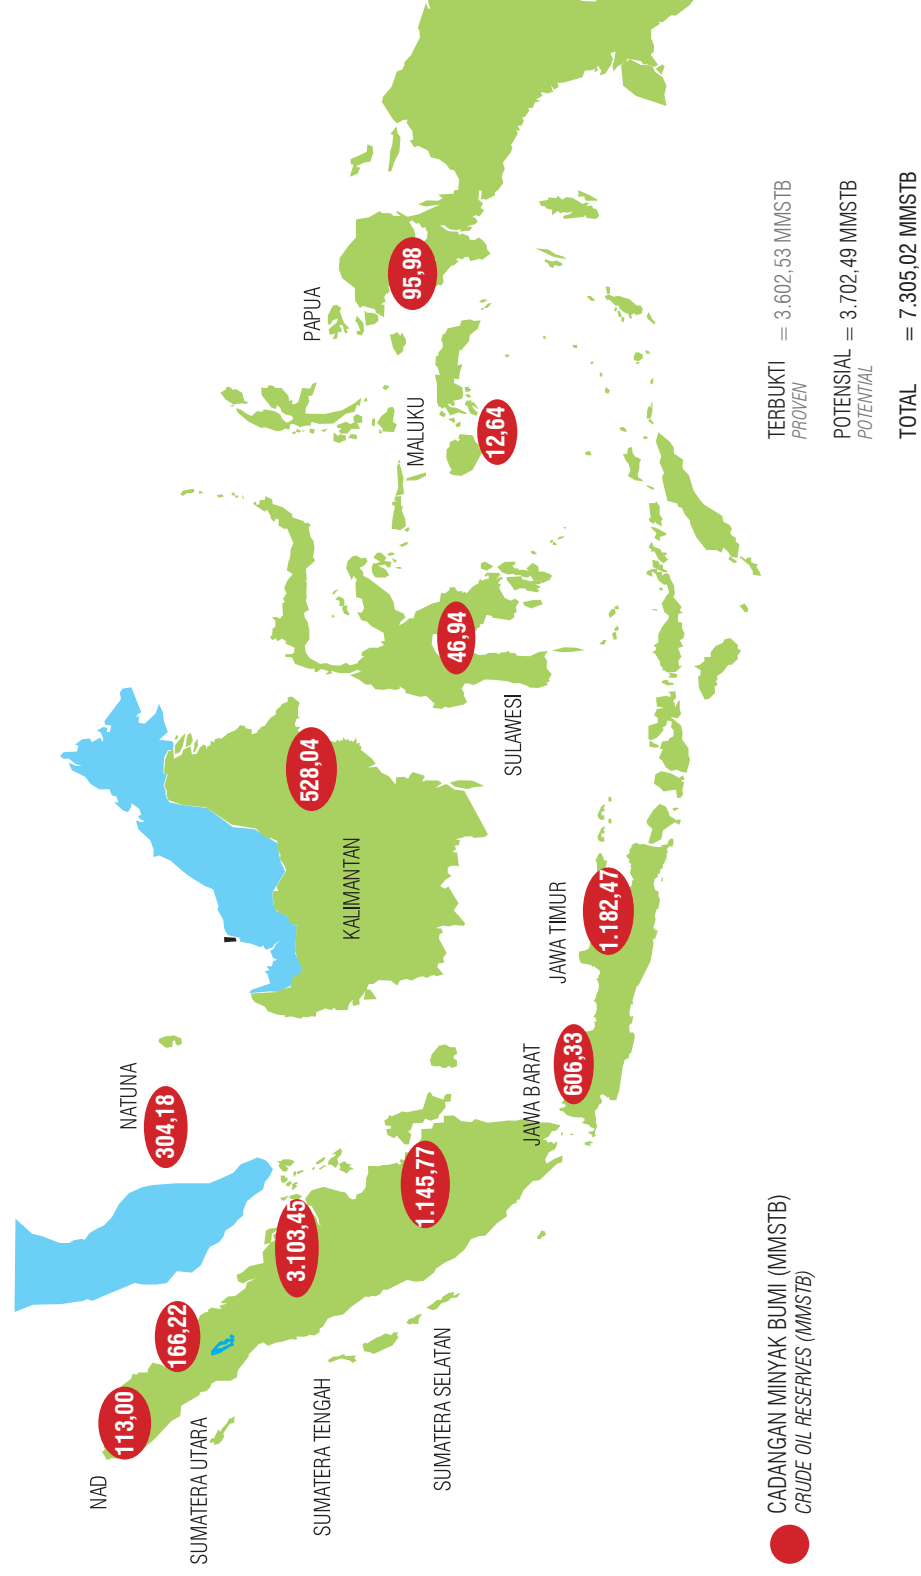 NAD
113,00
SUMATERA UTARA
166,22
SUMATERA TENGAH
3.103,45
SUMATERA SELATAN
1.145,77
NATUNA
304,18
JAWA BARAT
606,33
JAWA TIMUR
1.182,47
KALIMANTAN
528,04
SULAWESI
46,94
MALUKU
12,64
PAPUA
95,98
CADANGAN MINYAK BUMI (MMSTB)
CRUDE OIL RESERVES (MMSTB)
TERBUKTI = 3.602,53 MMSTB
PROVEN
POTENSIAL = 3.702,49 MMSTB
POTENTIAL
TOTAL = 7.305,02 MMSTB